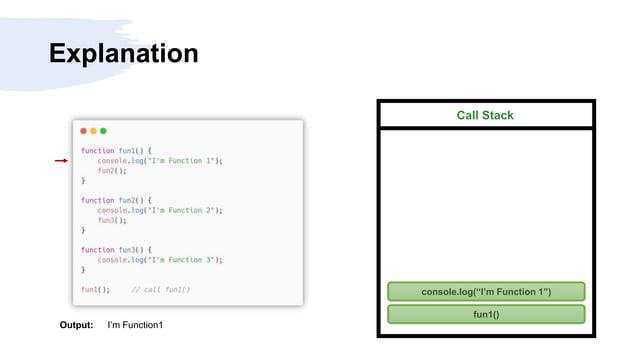 Explanation
function fun1() {
console.log("I'm Function 1");
fun2();
}
function fun2() {
console.log("I'm Function 2");
fun3();
}
function fun3() {
console.log("I'm Function 3");
}
fun1(); // call fun1()
Output: I'm Function1
Call Stack
console.log(“I’m Function 1”)
fun1()